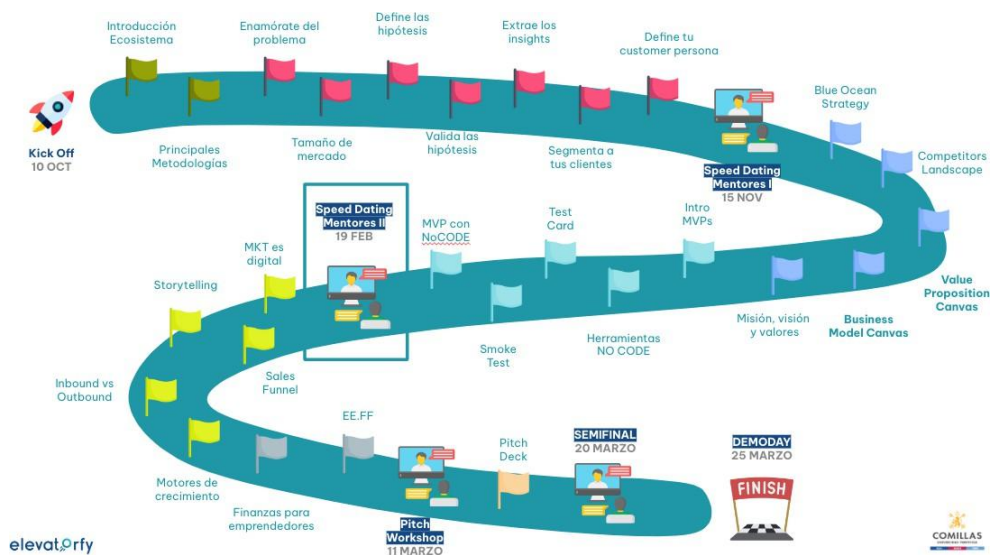 Introducción
Ecosistema
Enamórate del
problema
Define las
hipótesis
Extrae los
insights
Define tu
customer persona
Blue Ocean
Strategy
Kick Off
10 OCT
Principales
Metodologías
Tamaño de
mercado
Valida las
hipótesis
Segmenta a
tus clientes
Speed Dating
Mentores I
15 NOV
Competitors
Landscape
Speed Dating
Mentores II
19 FEB
MVP con
NoCODE
Test
Card
Intro
MVPs
MKT es
digital
Storytelling
Value
Proposition
Canvas
Misión, visión
y valores
Business
Model Canvas
Herramientas
NO CODE
Smoke
Test
Sales
Funnel
Inbound vs
Outbound
EE.FF
Pitch
Deck
SEMIFINAL
20 MARZO
DEMODAY
25 MARZO
FINISH
Motores de
crecimiento
Finanzas para
emprendedores
Pitch
Workshop
11 MARZO
elevatorfy
COMILLAS